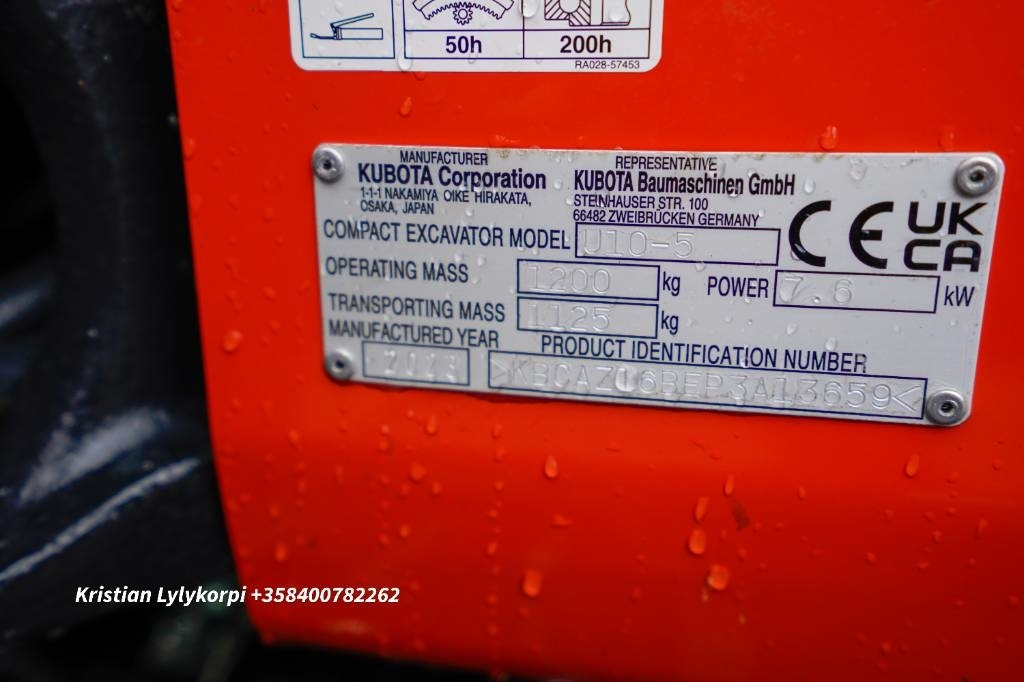 50h 200h
RA028-57453
MANUFACTURER
KUBOTA Corporation
1-1-1 NAKAMIYA OIKE HIRAKATA,
OSAKA, JAPAN
REPRESENTATIVE
KUBOTA Baumaschinen GmbH
STEINHAUSER STR. 100
66482 ZWEIBRÜCKEN GERMANY
CE UK
CA
COMPACT EXCAVATOR MODEL U10-5
OPERATING MASS 1200 kg POWER 7.6 kW
TRANSPORTING MASS 1125 kg
MANUFACTURED YEAR PRODUCT IDENTIFICATION NUMBER
Kristian Lylykorpi +358400782262